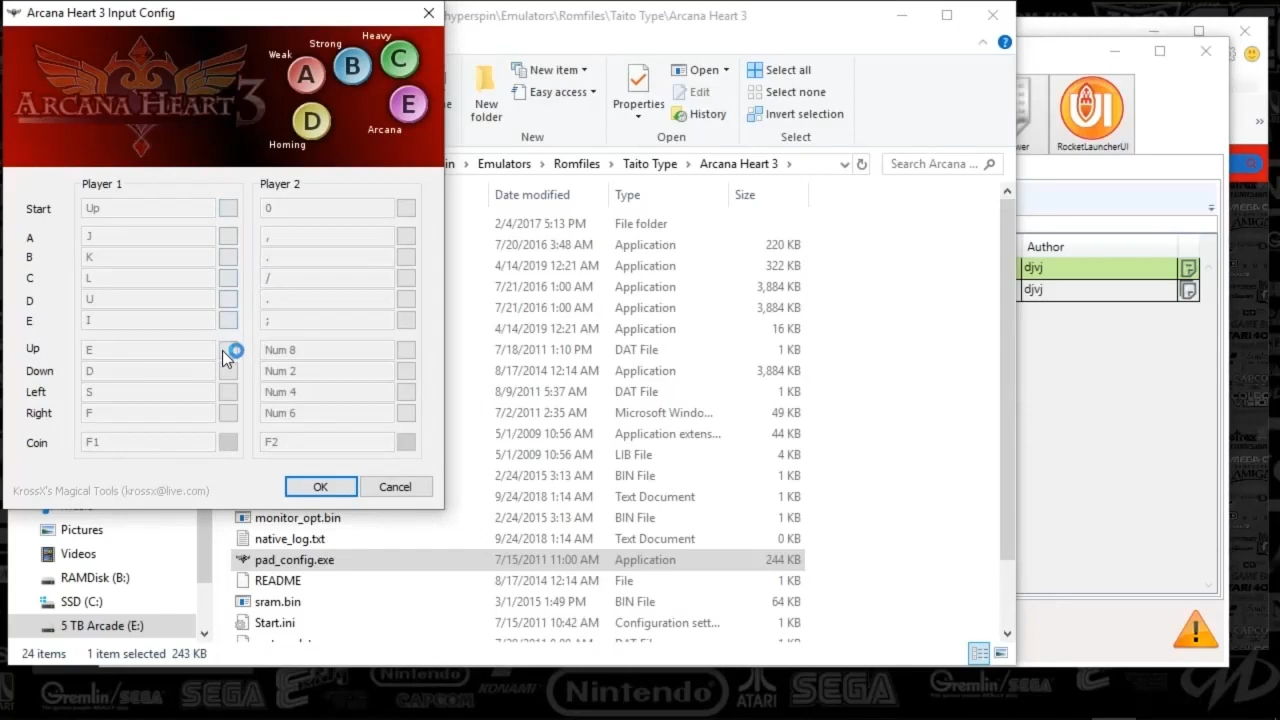 Arcana Heart 3 Input Config
hyperspin\Emulators\Romfiles\Taito Type\Arcana Heart 3
Weak
Strong
Heavy
A
B
C
D
E
Homing
Arcana
ARCANA HEART 3
Player 1
Player 2
Start Up 0
A J ,
B K .
C L /
D U .
E I ;
Up E Num 8
Down D Num 2
Left S Num 4
Right F Num 6
Coin F1 F2
KrossX's Magical Tools (krossx@live.com)
OK
Cancel
New folder
New item
Easy access
New
Properties
Open
Edit
History
Open
Select all
Select none
Invert selection
Select
in > Emulators > Romfiles > Taito Type > Arcana Heart 3 >
Search Arcana ...
Date modified Type Size
2/4/2017 5:13 PM File folder
7/20/2016 3:48 AM Application 220 KB
4/14/2019 12:21 AM Application 322 KB
7/21/2016 1:00 AM Application 3,884 KB
7/21/2016 1:00 AM Application 3,884 KB
4/14/2019 12:21 AM Application 16 KB
7/18/2011 1:10 PM DAT File 1 KB
8/17/2014 12:14 AM Application 3,884 KB
8/9/2011 5:37 AM DAT File 1 KB
7/2/2011 2:35 AM Microsoft Windo... 49 KB
5/1/2009 10:56 AM Application extens... 44 KB
5/1/2009 10:56 AM LIB File 4 KB
2/24/2015 3:13 AM BIN File 1 KB
9/24/2018 1:14 AM Text Document 1 KB
monitor_opt.bin 2/24/2015 3:13 AM BIN File 1 KB
native_log.txt 9/24/2018 1:14 AM Text Document 0 KB
pad_config.exe 7/15/2011 11:00 AM Application 244 KB
README 8/17/2014 12:14 AM File 1 KB
sram.bin 3/1/2015 1:49 PM BIN File 64 KB
Start.ini 7/15/2011 10:42 AM Configuration sett... 1 KB
Pictures
Videos
RAMDisk (B:)
SSD (C:)
5 TB Arcade (E:)
24 items 1 item selected 243 KB
wer
UI
RocketLauncherUI
Author
djvj
djvj
Gremlin/SEGA
SEGA
Nintendo
CAPCOM
KONAMI
Nintendo
ATARI
SEGA
Gremlin/SEGA
CAPCOM